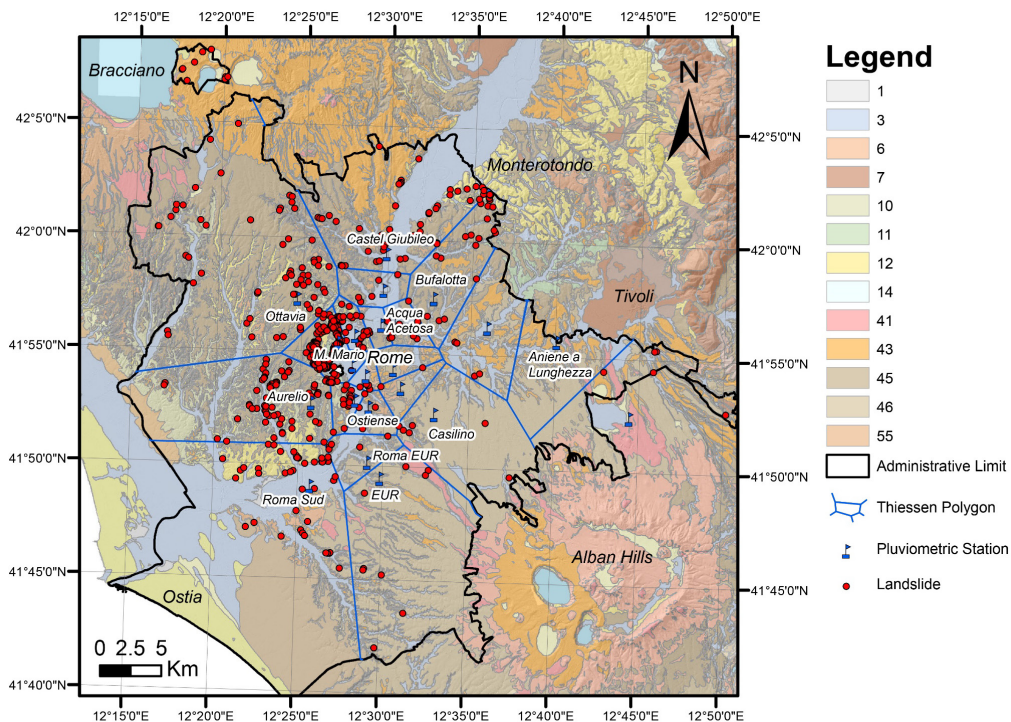 12°15'0"E 12°20'0"E 12°25'0"E 12°30'0"E 12°35'0"E 12°40'0"E 12°45'0"E 12°50'0"E
Bracciano
N
42°5'0"N
42°5'0"N
Monterotondo
42°0'0"N
42°0'0"N
Castel Giubileo
Bufalotta
Tivoli
Ottavia
Acqua
Acetosa
41°55'0"N
41°55'0"N
M. Mario
Rome
Aniene a
Lunghezza
Aurelio
Ostiense
Casilino
41°50'0"N
41°50'0"N
Roma EUR
Roma Sud
EUR
Alban Hills
41°45'0"N
41°45'0"N
Ostia
0 2.5 5
Km
41°40'0"N
12°15'0"E 12°20'0"E 12°25'0"E 12°30'0"E 12°35'0"E 12°40'0"E 12°45'0"E 12°50'0"E
Legend
1
3
6
7
10
11
12
14
41
43
45
46
55
Administrative Limit
Thiessen Polygon
Pluviometric Station
Landslide